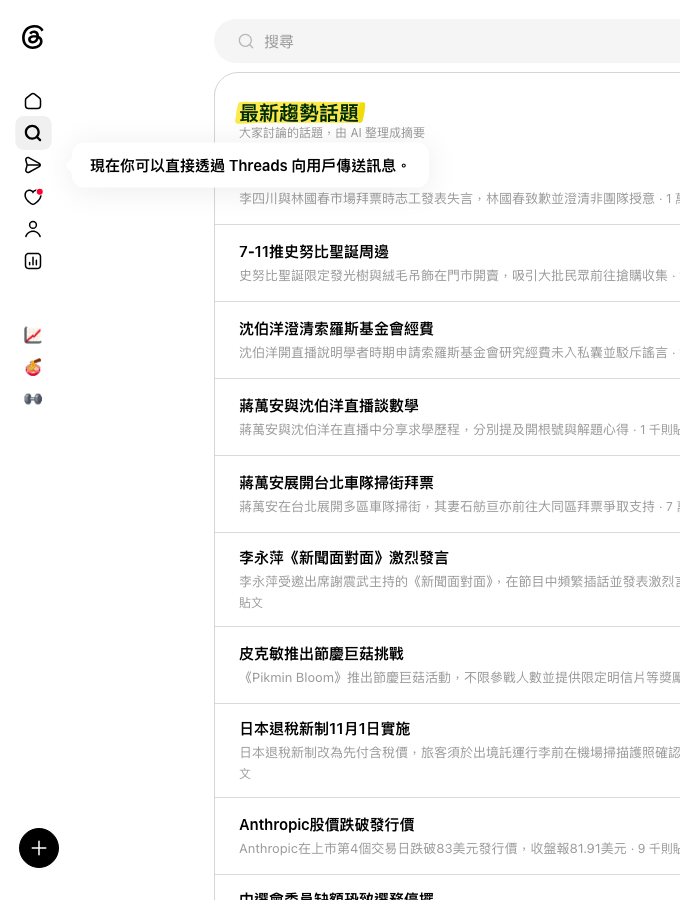 搜尋
最新趨勢話題
大家討論的話題，由 AI 整理成摘要
現在你可以直接透過 Threads 向用戶傳送訊息。
李四川與林國春市場拜票時志工發表失言，林國春致歉並澄清非團隊授意 · 1 萬
7-11推史努比聖誕周邊
史努比聖誕限定發光樹與絨毛吊飾在門市開賣，吸引大批民眾前往搶購收集 ·
沈伯洋澄清索羅斯基金會經費
沈伯洋開直播說明學者時期申請索羅斯基金會研究經費未入私囊並駁斥謠言 ·
蔣萬安與沈伯洋直播談數學
蔣萬安與沈伯洋在直播中分享求學歷程，分別提及開根號與解題心得 · 1 千則貼
蔣萬安展開台北車隊掃街拜票
蔣萬安在台北展開多區車隊掃街，其妻石舫亘亦前往大同區拜票爭取支持 · 7 萬
李永萍《新聞面對面》激烈發言
李永萍受邀出席謝震武主持的《新聞面對面》，在節目中頻繁插話並發表激烈言
貼文
皮克敏推出節慶巨菇挑戰
《Pikmin Bloom》推出節慶巨菇活動，不限參戰人數並提供限定明信片等獎勵
日本退稅新制11月1日實施
日本退稅新制改為先付含稅價，旅客須於出境託運行李前在機場掃描護照確認
文
Anthropic股價跌破發行價
Anthropic在上市第4個交易日跌破83美元發行價，收盤報81.91美元 · 9 千則貼
中選會委員缺額恐致選務停擺